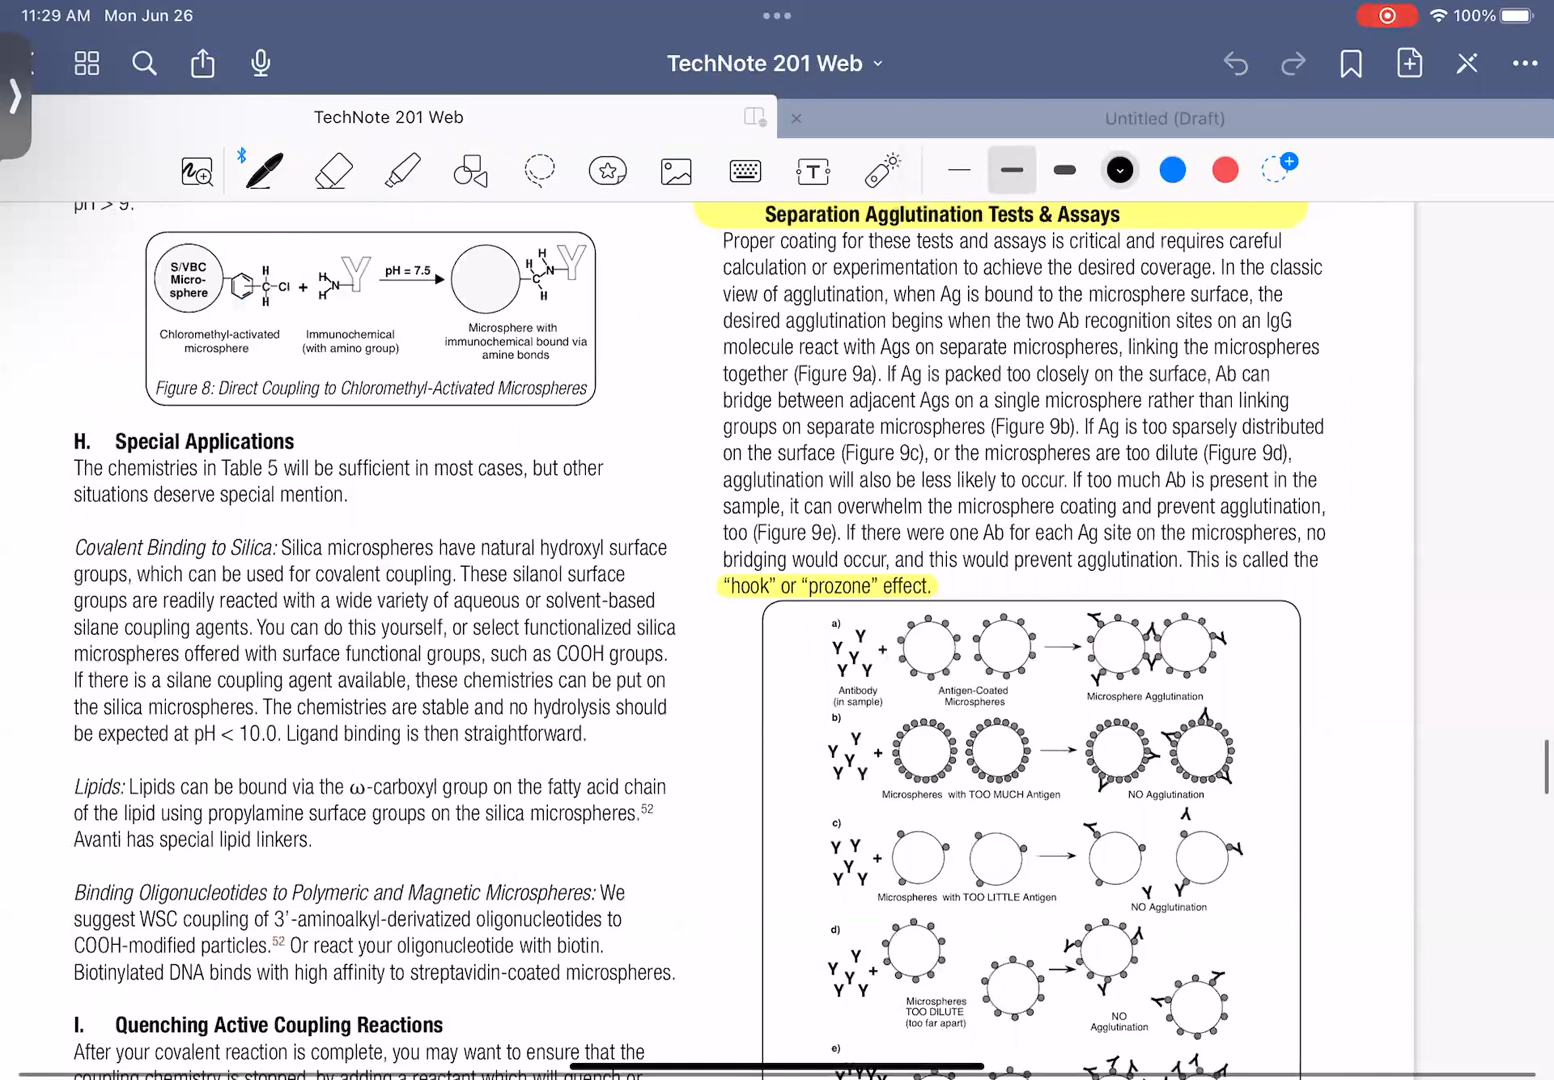 11:29 AM Mon Jun 26
100%
TechNote 201 Web
TechNote 201 Web
Untitled (Draft)
T
pH > 9.
S/VBC
Micro-
sphere
H
C
Cl
H
+
H
N
H
pH = 7.5
H
H
C
N
H
Chloromethyl-activated
microsphere
Immunochemical
(with amino group)
Microsphere with
immunochemical bound via
amine bonds
Figure 8: Direct Coupling to Chloromethyl-Activated Microspheres
H. Special Applications
The chemistries in Table 5 will be sufficient in most cases, but other
situations deserve special mention.
Covalent Binding to Silica: Silica microspheres have natural hydroxyl surface
groups, which can be used for covalent coupling. These silanol surface
groups are readily reacted with a wide variety of aqueous or solvent-based
silane coupling agents. You can do this yourself, or select functionalized silica
microspheres offered with surface functional groups, such as COOH groups.
If there is a silane coupling agent available, these chemistries can be put on
the silica microspheres. The chemistries are stable and no hydrolysis should
be expected at pH < 10.0. Ligand binding is then straightforward.
Lipids: Lipids can be bound via the ω-carboxyl group on the fatty acid chain
of the lipid using propylamine surface groups on the silica microspheres.52
Avanti has special lipid linkers.
Binding Oligonucleotides to Polymeric and Magnetic Microspheres: We
suggest WSC coupling of 3’-aminoalkyl-derivatized oligonucleotides to
COOH-modified particles.52 Or react your oligonucleotide with biotin.
Biotinylated DNA binds with high affinity to streptavidin-coated microspheres.
I. Quenching Active Coupling Reactions
After your covalent reaction is complete, you may want to ensure that the
coupling chemistry is stopped, by adding a reactant which will quench or
Separation Agglutination Tests & Assays
Proper coating for these tests and assays is critical and requires careful
calculation or experimentation to achieve the desired coverage. In the classic
view of agglutination, when Ag is bound to the microsphere surface, the
desired agglutination begins when the two Ab recognition sites on an IgG
molecule react with Ags on separate microspheres, linking the microspheres
together (Figure 9a). If Ag is packed too closely on the surface, Ab can
bridge between adjacent Ags on a single microsphere rather than linking
groups on separate microspheres (Figure 9b). If Ag is too sparsely distributed
on the surface (Figure 9c), or the microspheres are too dilute (Figure 9d),
agglutination will also be less likely to occur. If too much Ab is present in the
sample, it can overwhelm the microsphere coating and prevent agglutination,
too (Figure 9e). If there were one Ab for each Ag site on the microspheres, no
bridging would occur, and this would prevent agglutination. This is called the
“hook” or “prozone” effect.
a)
+
Antibody
(in sample)
Antigen-Coated
Microspheres
Microsphere Agglutination
b)
+
Microspheres with TOO MUCH Antigen
NO Agglutination
c)
+
Microspheres with TOO LITTLE Antigen
NO Agglutination
d)
+
Microspheres
TOO DILUTE
(too far apart)
NO
Agglutination
e)